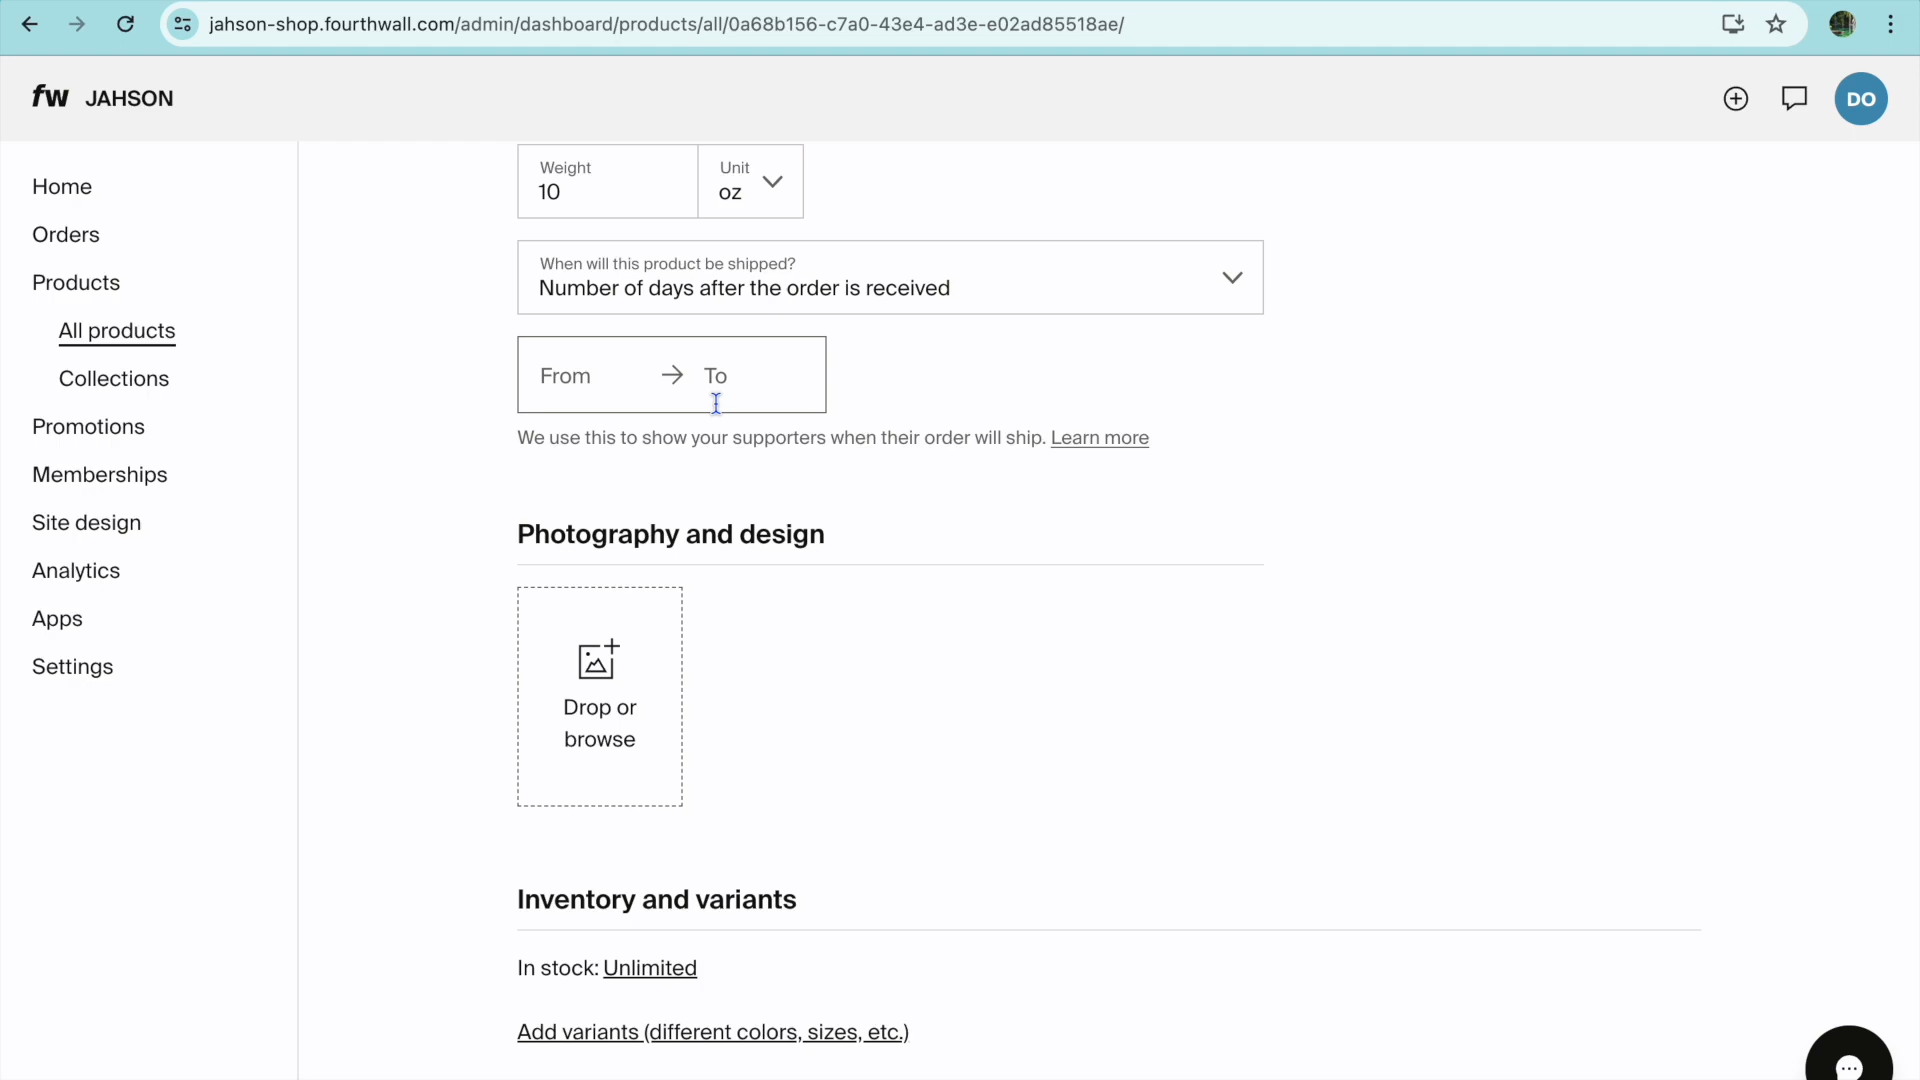 jahson-shop.fourthwall.com/admin/dashboard/products/all/0a68b156-c7a0-43e4-ad3e-e02ad85518ae/
fw JAHSON
DO
Home
Orders
Products
All products
Collections
Promotions
Memberships
Site design
Analytics
Apps
Settings
Weight
10
Unit
oz
When will this product be shipped?
Number of days after the order is received
From → To
We use this to show your supporters when their order will ship. Learn more
Photography and design
Drop or
browse
Inventory and variants
In stock: Unlimited
Add variants (different colors, sizes, etc.)